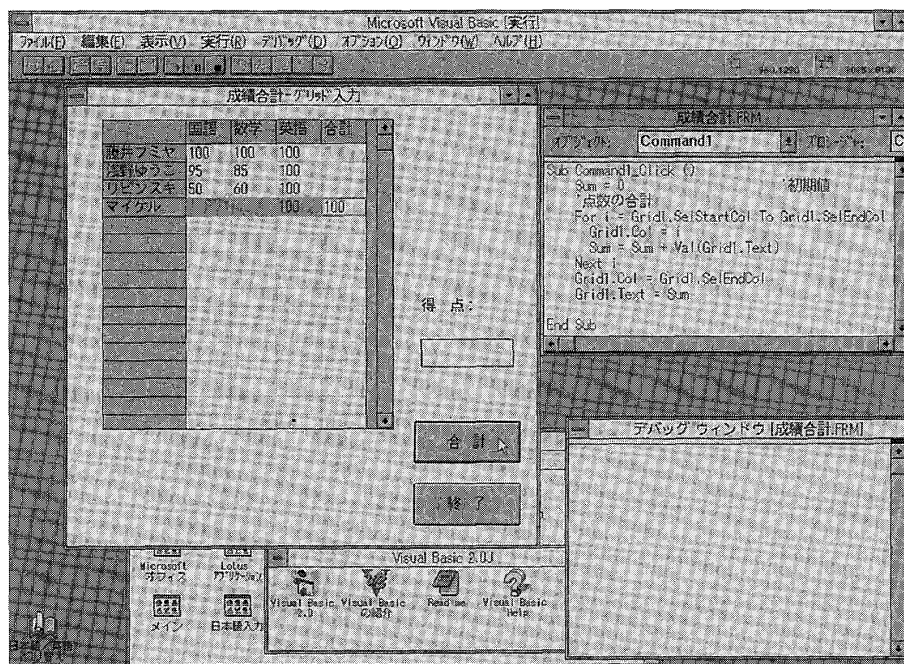 Microsoft Visual Basic [実行]
ファイル(F) 編集(E) 表示(V) 実行(R) デバッグ(D) オプション(O) ウィンドウ(W) ヘルプ(H)
成績合計-グリッド入力
国語 数学 英語 合計
藤井フミヤ 100 100 100
浅野ゆうこ 95 85 100
リビンスキ 50 60 100
マイケル 100 100
得 点:
合 計
終 了
成績合計.FRM
オブジェクト: Command1 プロシージャ: C
Sub Command1_Click ()
Sum = 0 '初期値
'点数の合計
For i = Grid1.SelStartCol To Grid1.SelEndCol
Grid1.Col = i
Sum = Sum + Val(Grid1.Text)
Next i
Grid1.Col = Grid1.SelEndCol
Grid1.Text = Sum
End Sub
デバッグ ウィンドウ [成績合計.FRM]
Microsoft
オフィス
Lotus
アプリケーション
メイン
日本語入力
Visual Basic 2.0J
Visual Basic
2.0
Visual Basic
の紹介
Readme
Visual Basic
Help